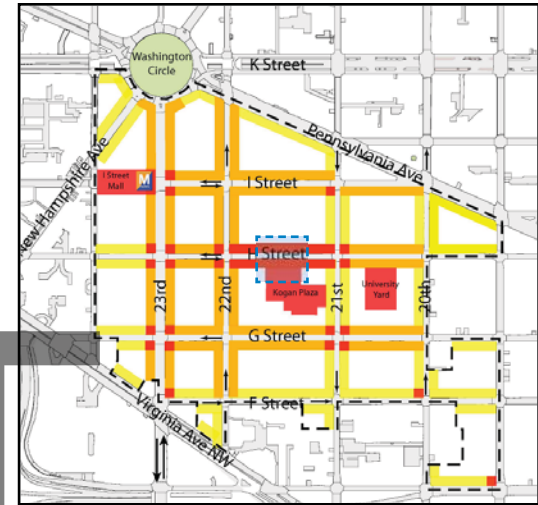 Washington
Circle
K Street
Pennsylvania Ave
New Hampshire Ave
I Street
Mall
M
I Street
H Street
23rd
22nd
Kogan Plaza
21st
University
Yard
20th
G Street
F Street
Virginia Ave NW